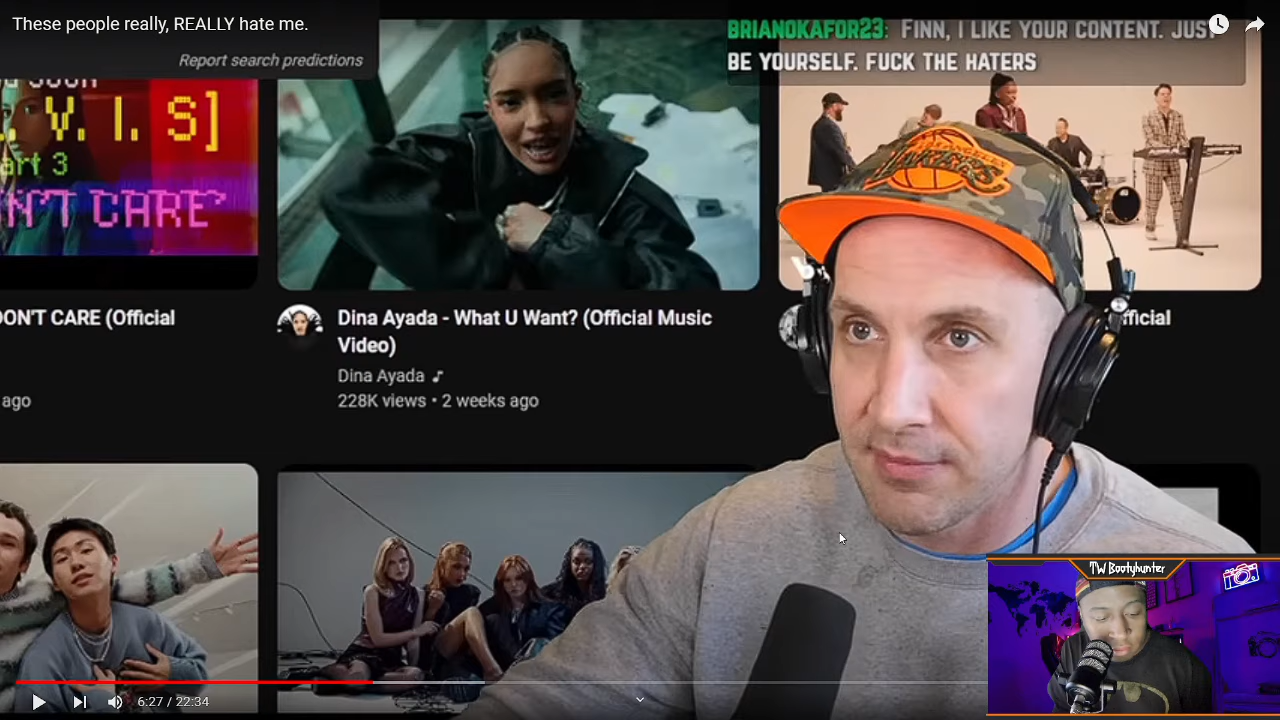 These people really, REALLY hate me.
BRIANOKAFOR23: FINN, I LIKE YOUR CONTENT. JUST
BE YOURSELF. FUCK THE HATERS
Report search predictions
. V. I. S]
art 3
N'T CARE
LAKERS
ON'T CARE (Official
Dina Ayada - What U Want? (Official Music
Video)
fficial
Dina Ayada
ago
228K views • 2 weeks ago
TW Bootyhunter
6:27 / 22:34